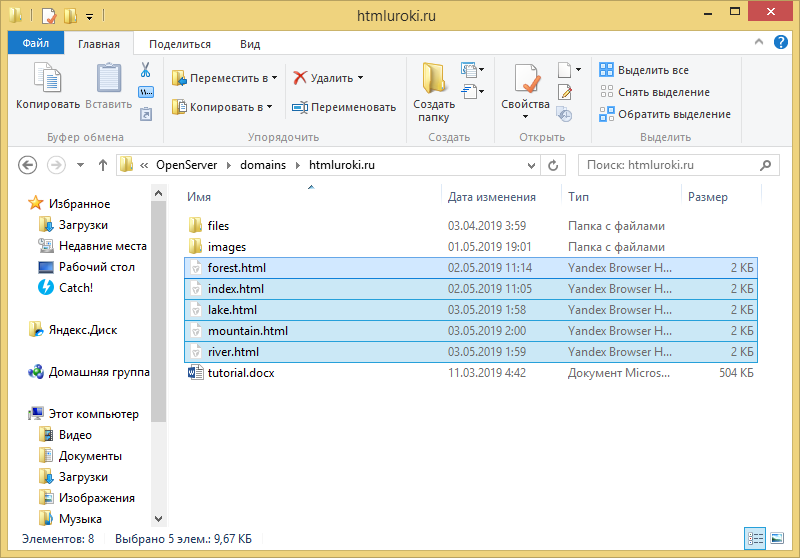 htmluroki.ru
Файл Главная Поделиться Вид
Копировать Вставить Переместить в Копировать в Удалить Переименовать Создать папку Свойства Выделить все Снять выделение Обратить выделение
Буфер обмена Упорядочить Создать Открыть Выделить
« OpenServer domains htmluroki.ru Поиск: htmluroki.ru
Имя Дата изменения Тип Размер
files 03.04.2019 3:59 Папка с файлами
images 01.05.2019 19:01 Папка с файлами
forest.html 02.05.2019 11:14 Yandex Browser H... 2 КБ
index.html 02.05.2019 11:05 Yandex Browser H... 2 КБ
lake.html 03.05.2019 1:58 Yandex Browser H... 2 КБ
mountain.html 03.05.2019 2:00 Yandex Browser H... 2 КБ
river.html 03.05.2019 1:59 Yandex Browser H... 2 КБ
tutorial.docx 11.03.2019 4:42 Документ Micros... 504 КБ
Избранное
Загрузки
Недавние места
Рабочий стол
Catch!
Яндекс.Диск
Домашная группа
Этот компьютер
Видео
Документы
Загрузки
Изображения
Музыка
Элементов: 8 Выбрано 5 элем.: 9,67 КБ